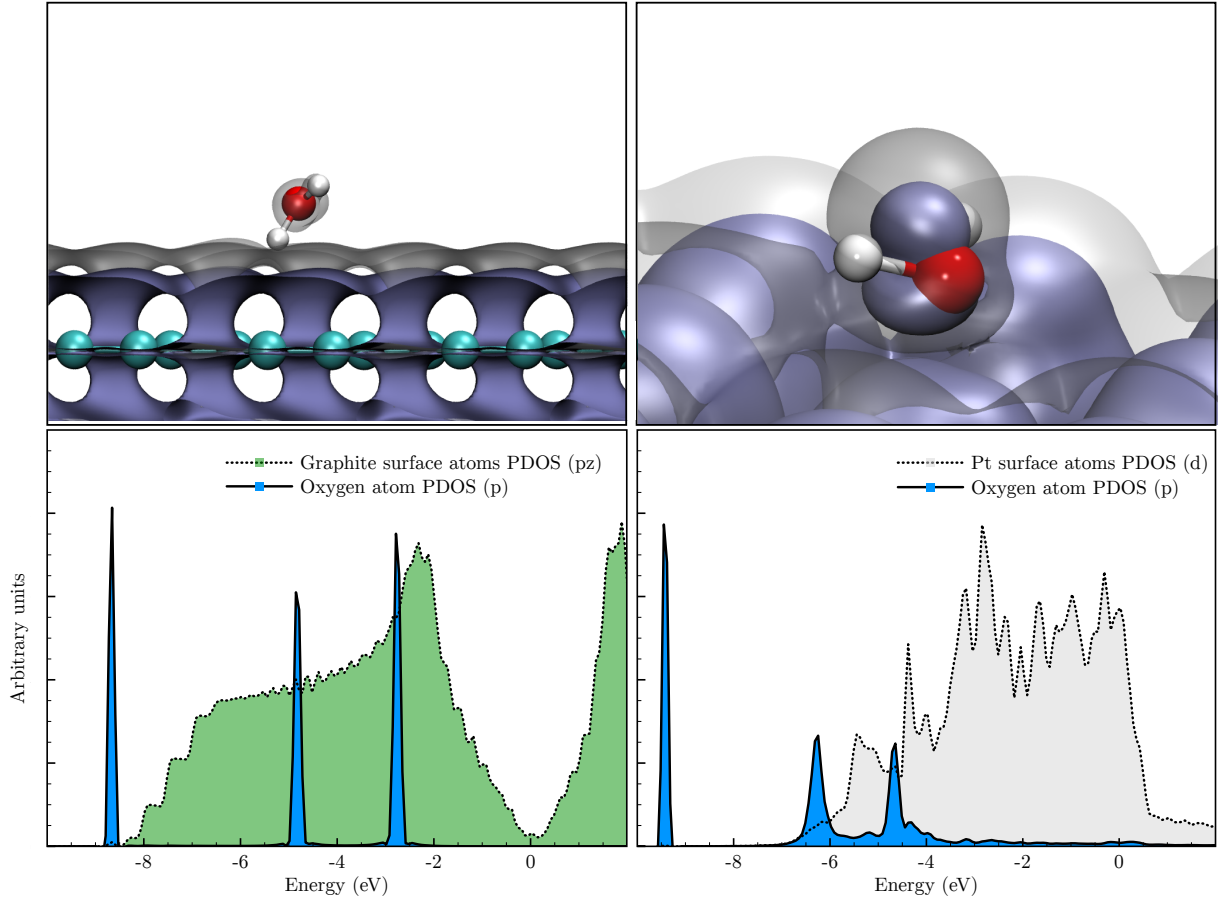 Graphite surface atoms PDOS (pz)
Oxygen atom PDOS (p)
Pt surface atoms PDOS (d)
Oxygen atom PDOS (p)
Arbitrary units
-8 -6 -4 -2 0
Energy (eV)
-8 -6 -4 -2 0
Energy (eV)